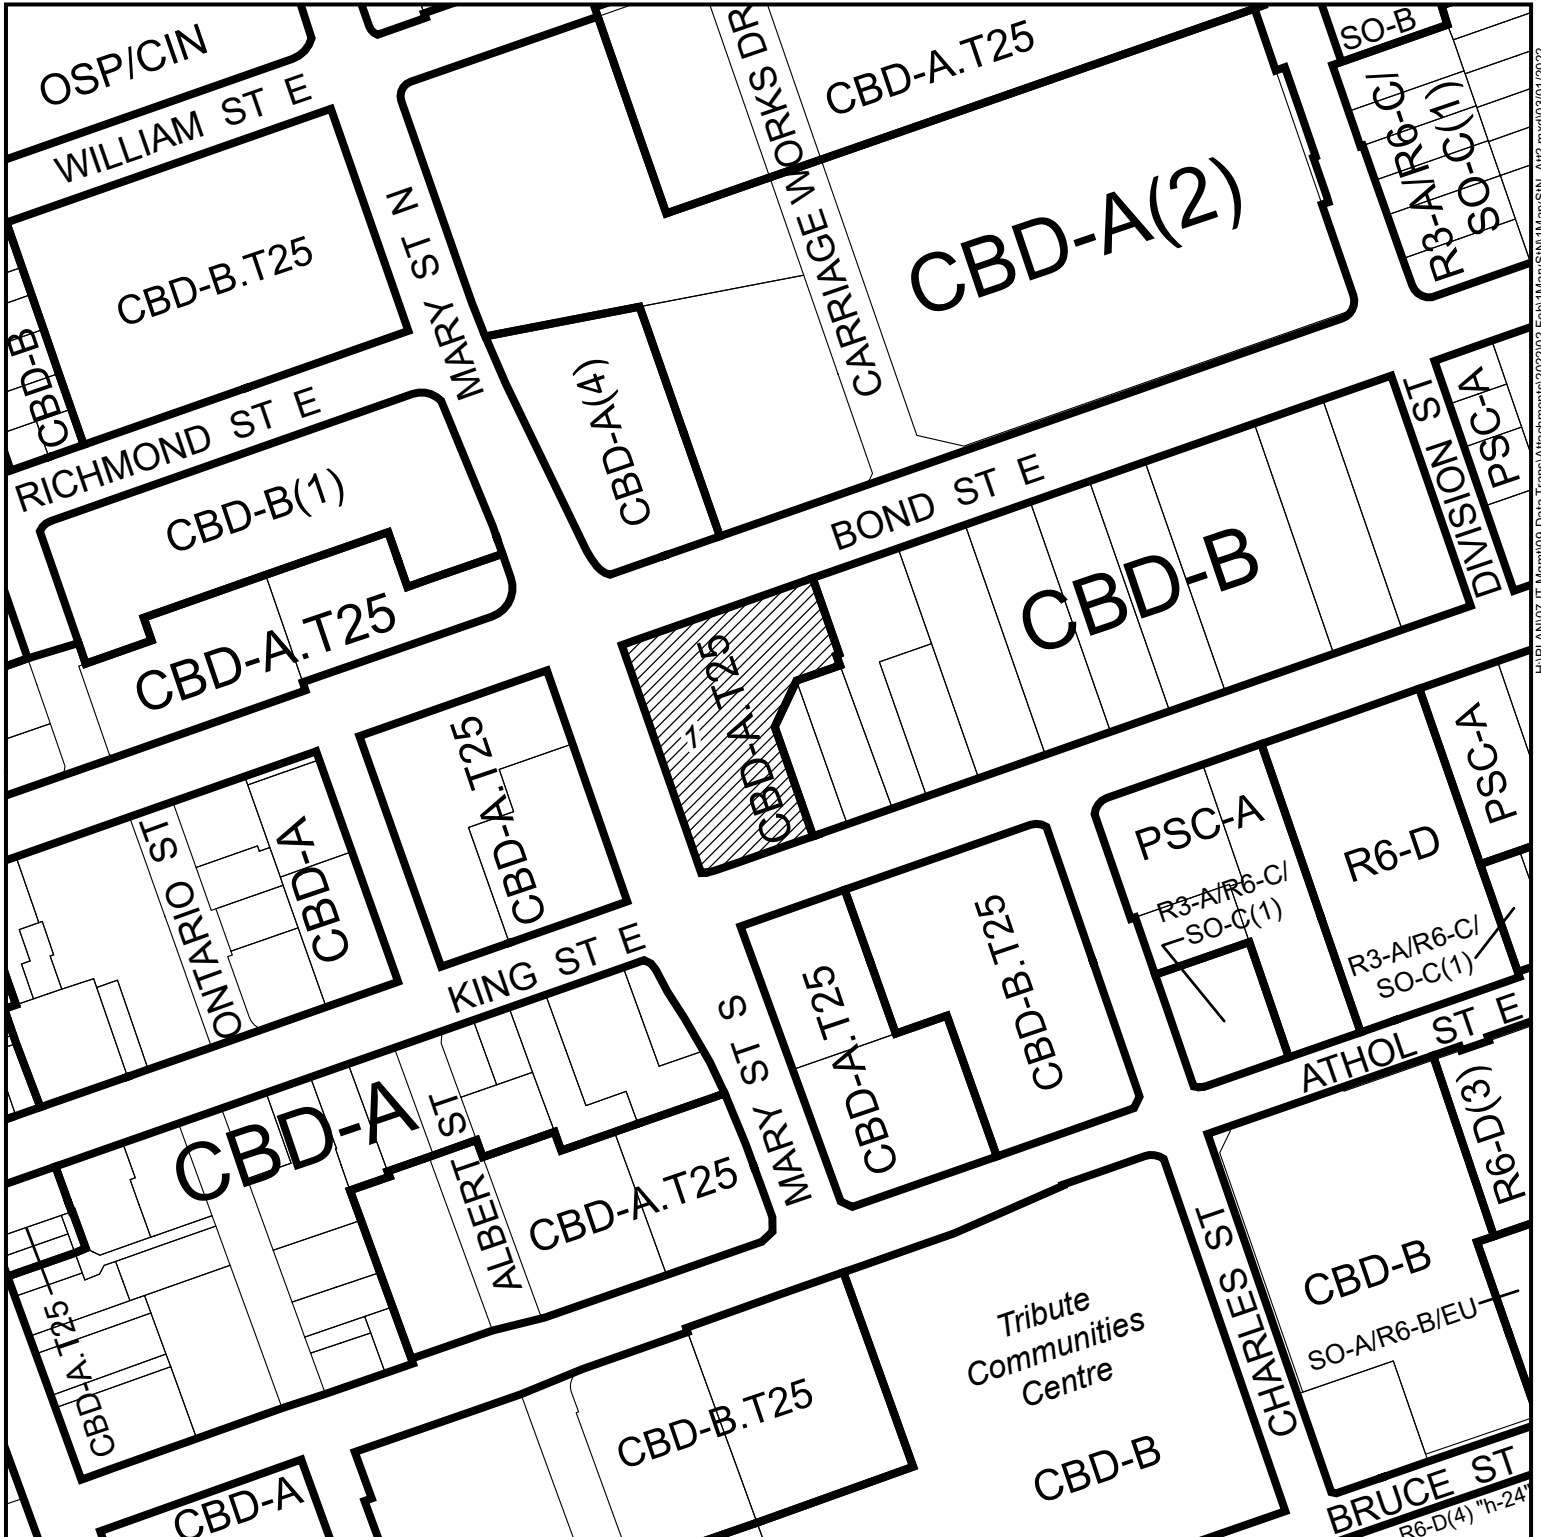 OSP/CIN
WILLIAM ST E
CBD-B.T25
CBD-B
MARY ST N
CARRIAGE WORKS DR
CBD-A.T25
SO-B
R3-A/R6-C/
SO-C(1)
CBD-A(2)
CBD-A(4)
RICHMOND ST E
CBD-B(1)
CBD-A.T25
BOND ST E
DIVISION ST
PSC-A
CBD-B
1
CBD-A.T25
CBD-A.T25
ONTARIO ST
CBD-A
PSC-A
R3-A/R6-C/
SO-C(1)
R6-D
PSC-A
R3-A/R6-C/
SO-C(1)
KING ST E
MARY ST S
CBD-A.T25
CBD-B.T25
ATHOL ST E
R6-D(3)
CBD-A
ALBERT ST
CBD-A.T25
CBD-A.T25
CHARLES ST
CBD-B
SO-A/R6-B/EU
Tribute
Communities
Centre
CBD-B.T25
CBD-B
CBD-A
BRUCE ST
R6-D(4) "h-24"